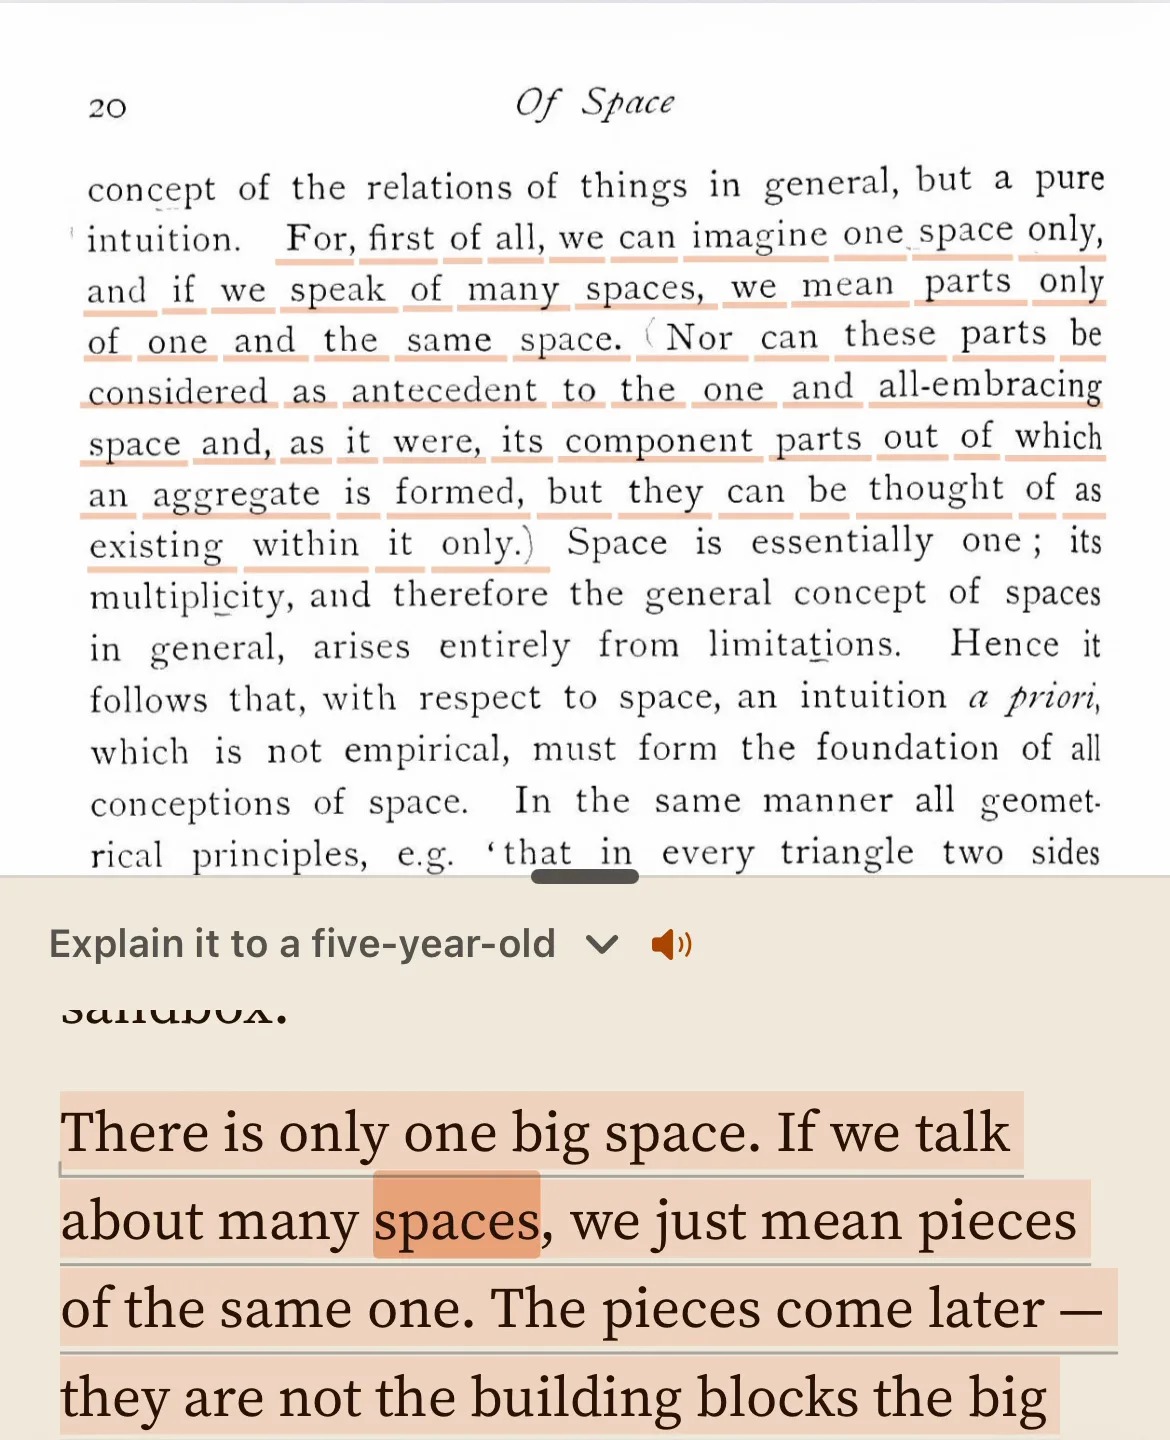 20 Of Space
concept of the relations of things in general, but a pure
intuition. For, first of all, we can imagine one space only,
and if we speak of many spaces, we mean parts only
of one and the same space. (Nor can these parts be
considered as antecedent to the one and all-embracing
space and, as it were, its component parts out of which
an aggregate is formed, but they can be thought of as
existing within it only.) Space is essentially one; its
multiplicity, and therefore the general concept of spaces
in general, arises entirely from limitations. Hence it
follows that, with respect to space, an intuition a priori,
which is not empirical, must form the foundation of all
conceptions of space. In the same manner all geomet-
rical principles, e.g. ‘that in every triangle two sides
Explain it to a five-year-old
sandbox.
There is only one big space. If we talk
about many spaces, we just mean pieces
of the same one. The pieces come later —
they are not the building blocks the big